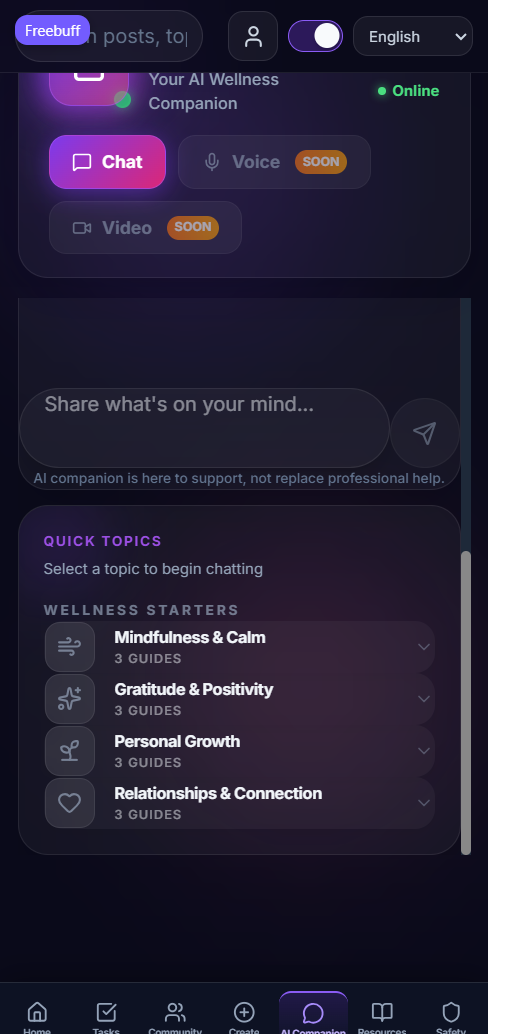 Freebuff
posts, to
English
Your AI Wellness
Companion
Online
Chat
Voice
SOON
Video
SOON
Share what's on your mind...
AI companion is here to support, not replace professional help.
QUICK TOPICS
Select a topic to begin chatting
WELLNESS STARTERS
Mindfulness & Calm
3 GUIDES
Gratitude & Positivity
3 GUIDES
Personal Growth
3 GUIDES
Relationships & Connection
3 GUIDES
Home
Tasks
Community
Create
AI Companion
Resources
Safety